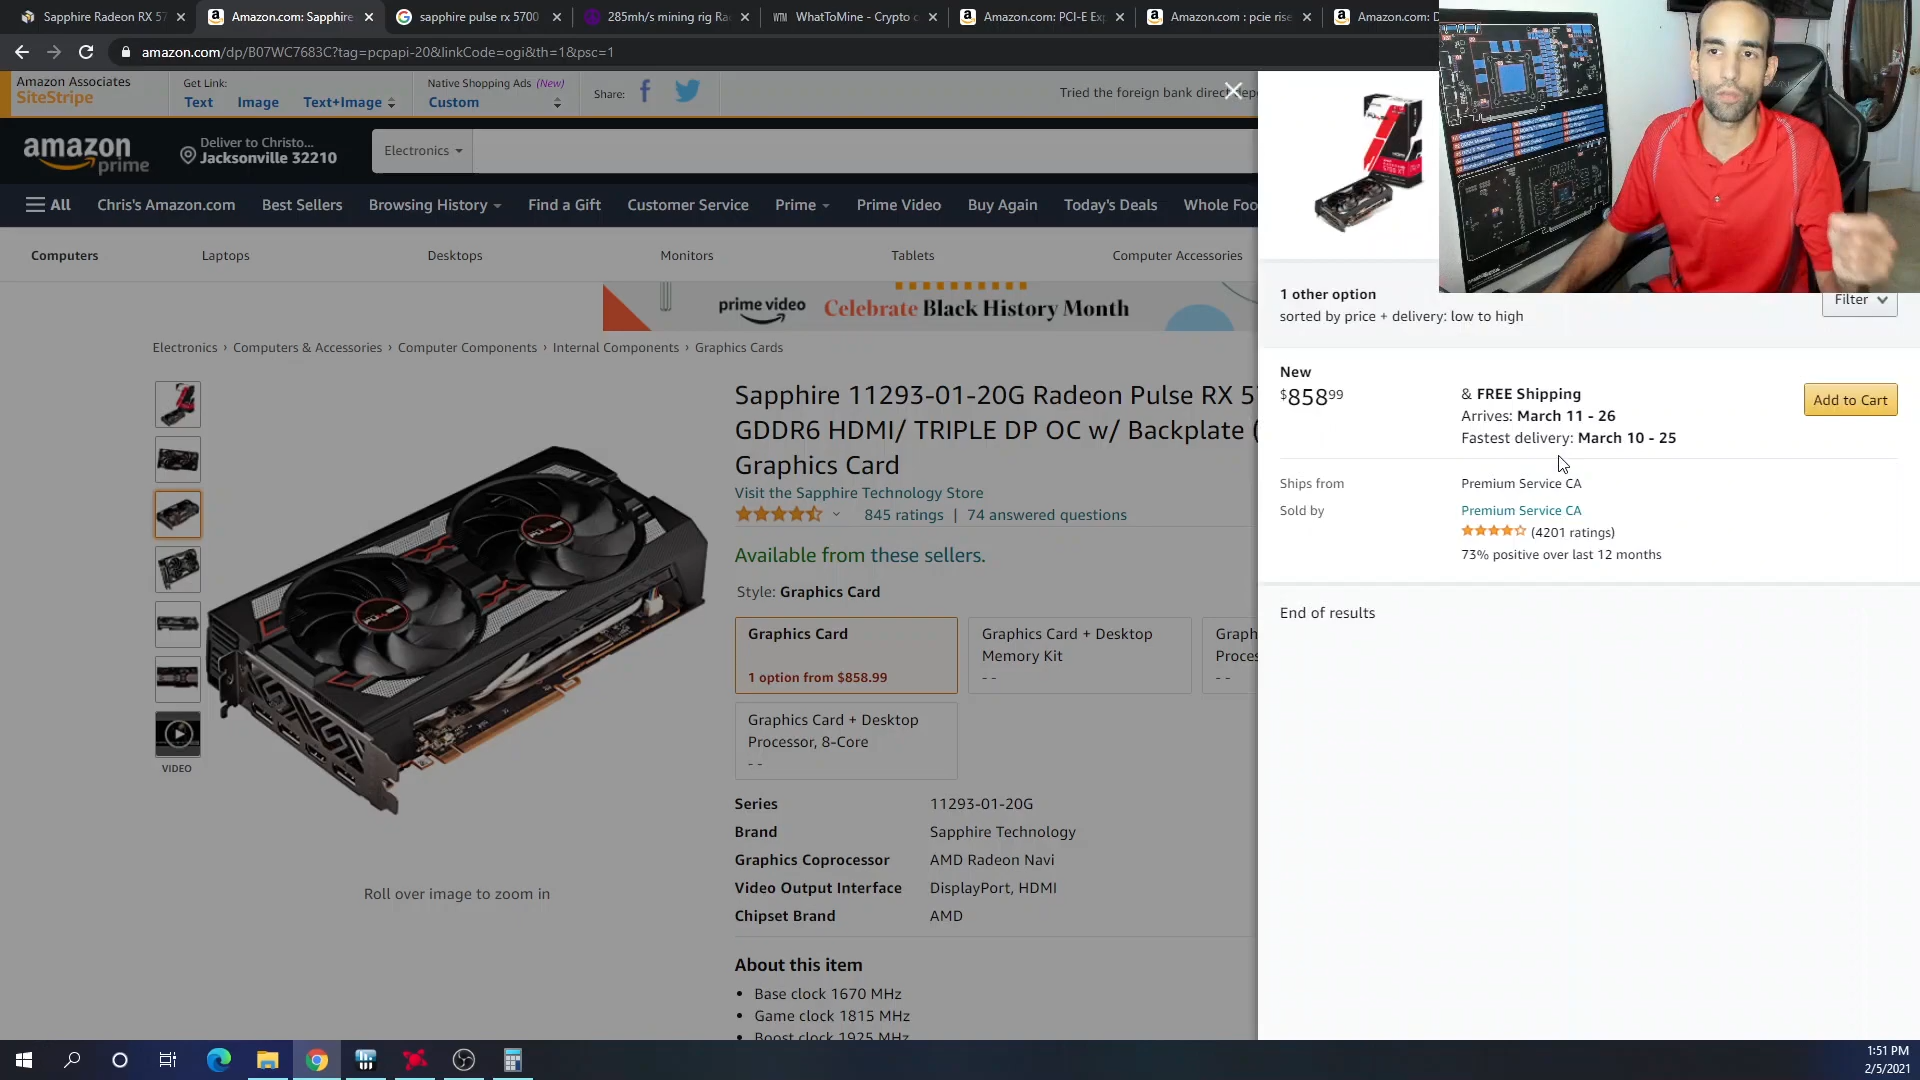 Sapphire Radeon RX 57
Amazon.com: Sapphire
sapphire pulse rx 5700
285mh/s mining rig Ra
WhatToMine - Crypto c
Amazon.com: PCI-E Exp
Amazon.com : pcie rise
Amazon.com: D
amazon.com/dp/B07WC7683C?tag=pcpapi-20&linkCode=ogi&th=1&psc=1
Amazon Associates
SiteStripe
Get Link:
Text Image Text+Image
Native Shopping Ads (New)
Custom
Share:
Tried the foreign bank direct
amazon prime
Deliver to Christo...
Jacksonville 32210
Electronics
All Chris's Amazon.com Best Sellers Browsing History Find a Gift Customer Service Prime Prime Video Buy Again Today's Deals Whole Foo
Computers Laptops Desktops Monitors Tablets Computer Accessories
prime video Celebrate Black History Month
Electronics › Computers & Accessories › Computer Components › Internal Components › Graphics Cards
Sapphire 11293-01-20G Radeon Pulse RX 5
GDDR6 HDMI/ TRIPLE DP OC w/ Backplate (
Graphics Card
Visit the Sapphire Technology Store
845 ratings | 74 answered questions
Available from these sellers.
Style: Graphics Card
Graphics Card
1 option from $858.99
Graphics Card + Desktop
Memory Kit
- -
Graph
Proces
- -
Graphics Card + Desktop
Processor, 8-Core
- -
VIDEO
Roll over image to zoom in
Series 11293-01-20G
Brand Sapphire Technology
Graphics Coprocessor AMD Radeon Navi
Video Output Interface DisplayPort, HDMI
Chipset Brand AMD
About this item
• Base clock 1670 MHz
• Game clock 1815 MHz
• Boost clock 1925 MHz
1 other option
sorted by price + delivery: low to high
Filter
New
$858.99
& FREE Shipping
Arrives: March 11 - 26
Fastest delivery: March 10 - 25
Add to Cart
Ships from Premium Service CA
Sold by Premium Service CA
(4201 ratings)
73% positive over last 12 months
End of results
1:51 PM
2/5/2021